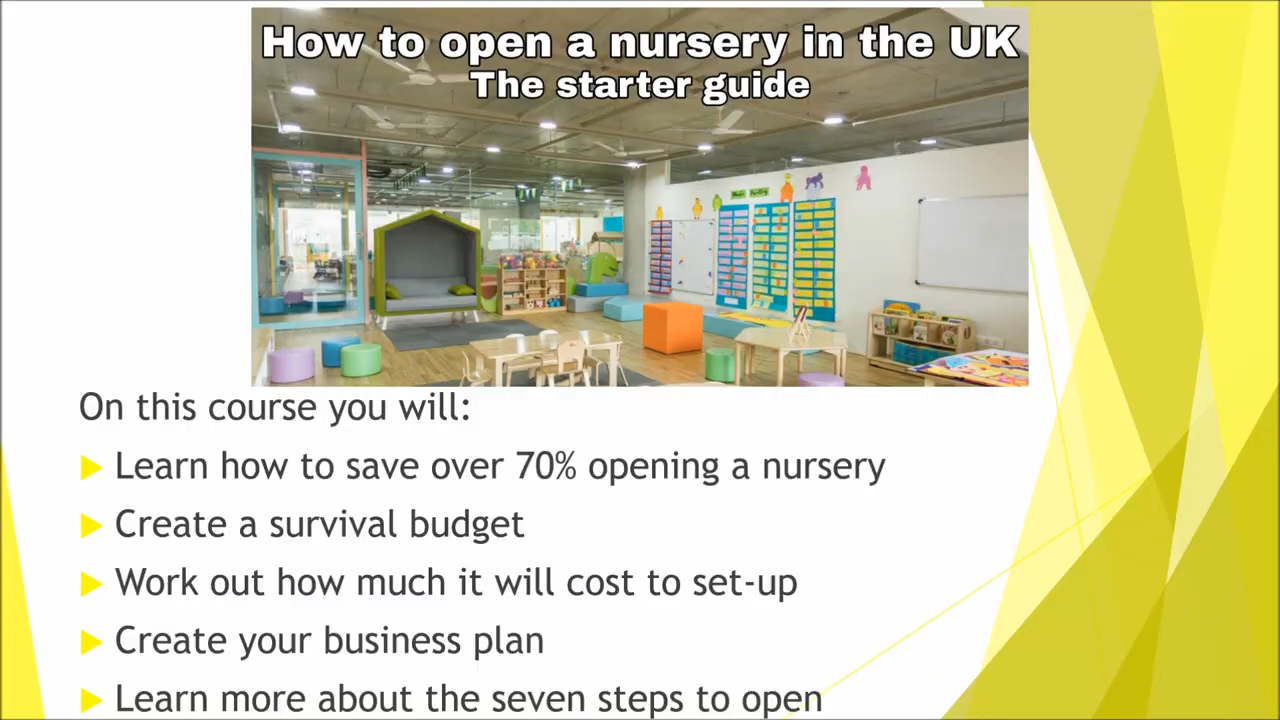 How to open a nursery in the UK
The starter guide
On this course you will:
Learn how to save over 70% opening a nursery
Create a survival budget
Work out how much it will cost to set-up
Create your business plan
Learn more about the seven steps to open